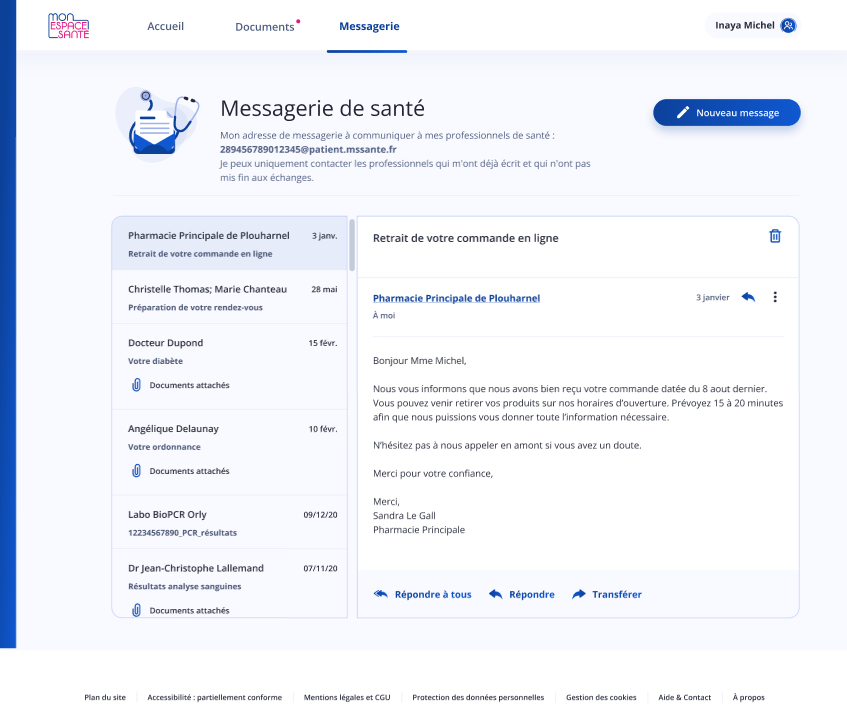 mon
ESPACE
SANTÉ
Accueil
Documents
Messagerie
Inaya Michel
Messagerie de santé
Mon adresse de messagerie à communiquer à mes professionnels de santé :
289456789012345@patient.mssante.fr
Je peux uniquement contacter les professionnels qui m'ont déjà écrit et qui n'ont pas
mis fin aux échanges.
Nouveau message
Pharmacie Principale de Plouharnel 3 janv.
Retrait de votre commande en ligne
Christelle Thomas; Marie Chanteau 28 mai
Préparation de votre rendez-vous
Docteur Dupond 15 févr.
Votre diabète
Documents attachés
Angélique Delaunay 10 févr.
Votre ordonnance
Documents attachés
Labo BioPCR Orly 09/12/20
12234567890_PCR_résultats
Dr Jean-Christophe Lallemand 07/11/20
Résultats analyse sanguines
Documents attachés
Retrait de votre commande en ligne
Pharmacie Principale de Plouharnel 3 janvier
À moi
Bonjour Mme Michel,
Nous vous informons que nous avons bien reçu votre commande datée du 8 aout dernier.
Vous pouvez venir retirer vos produits sur nos horaires d'ouverture. Prévoyez 15 à 20 minutes
afin que nous puissions vous donner toute l'information nécessaire.
N'hésitez pas à nous appeler en amont si vous avez un doute.
Merci pour votre confiance,
Merci,
Sandra Le Gall
Pharmacie Principale
Répondre à tous Répondre Transférer
Plan du site Accessibilité : partiellement conforme Mentions légales et CGU Protection des données personnelles Gestion des cookies Aide & Contact À propos